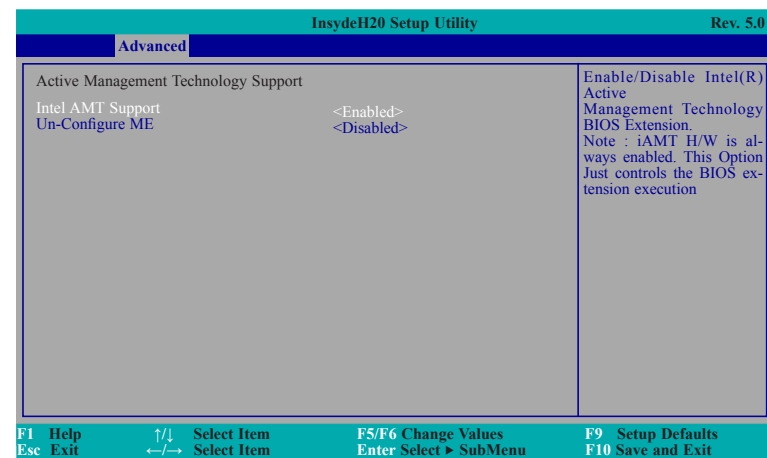 InsydeH20 Setup Utility Rev. 5.0
Advanced
Active Management Technology Support
Intel AMT Support <Enabled>
Un-Configure ME <Disabled>
Enable/Disable Intel(R)
Active
Management Technology
BIOS Extension.
Note : iAMT H/W is al-
ways enabled. This Option
Just controls the BIOS ex-
tension execution
F1 Help ↑/↓ Select Item F5/F6 Change Values F9 Setup Defaults
Esc Exit ←/→ Select Item Enter Select ► SubMenu F10 Save and Exit